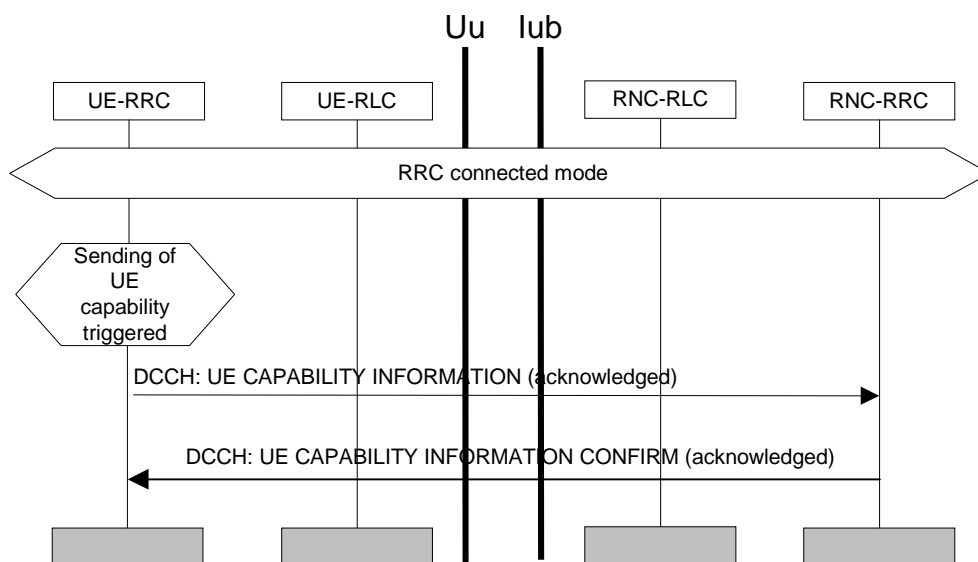 Uu Iub
UE-RRC UE-RLC RNC-RLC RNC-RRC
RRC connected mode
Sending of
UE
capability
triggered
DCCH: UE CAPABILITY INFORMATION (acknowledged)
DCCH: UE CAPABILITY INFORMATION CONFIRM (acknowledged)